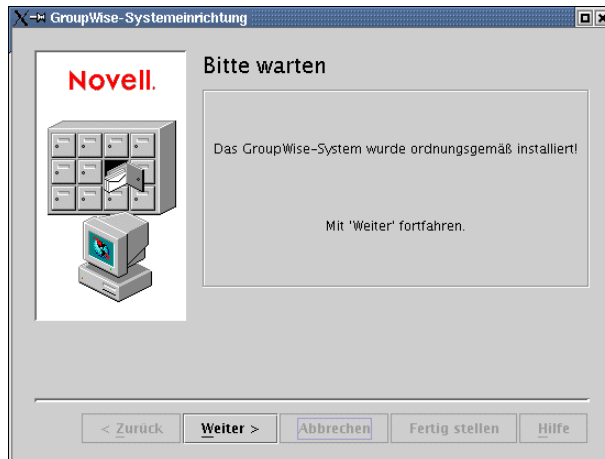 GroupWise-Systemeinrichtung
Novell.
Bitte warten
Das GroupWise-System wurde ordnungsgemäß installiert!
Mit 'Weiter' fortfahren.
< Zurück
Weiter >
Abbrechen
Fertig stellen
Hilfe